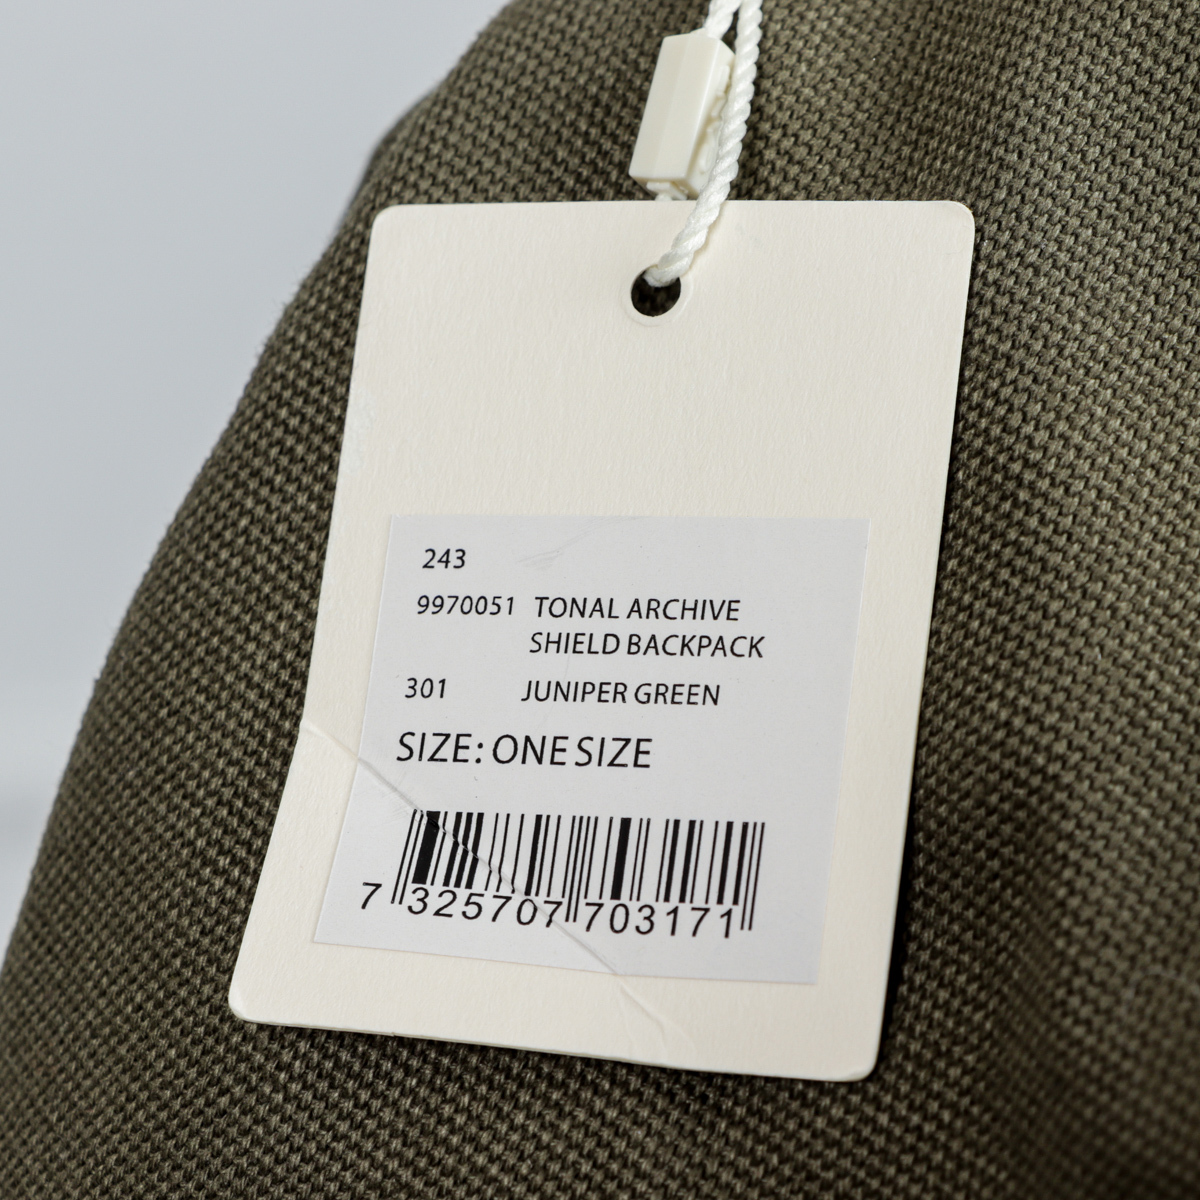 243
9970051 TONAL ARCHIVE
SHIELD BACKPACK
301 JUNIPER GREEN
SIZE: ONE SIZE
7 325707 703171